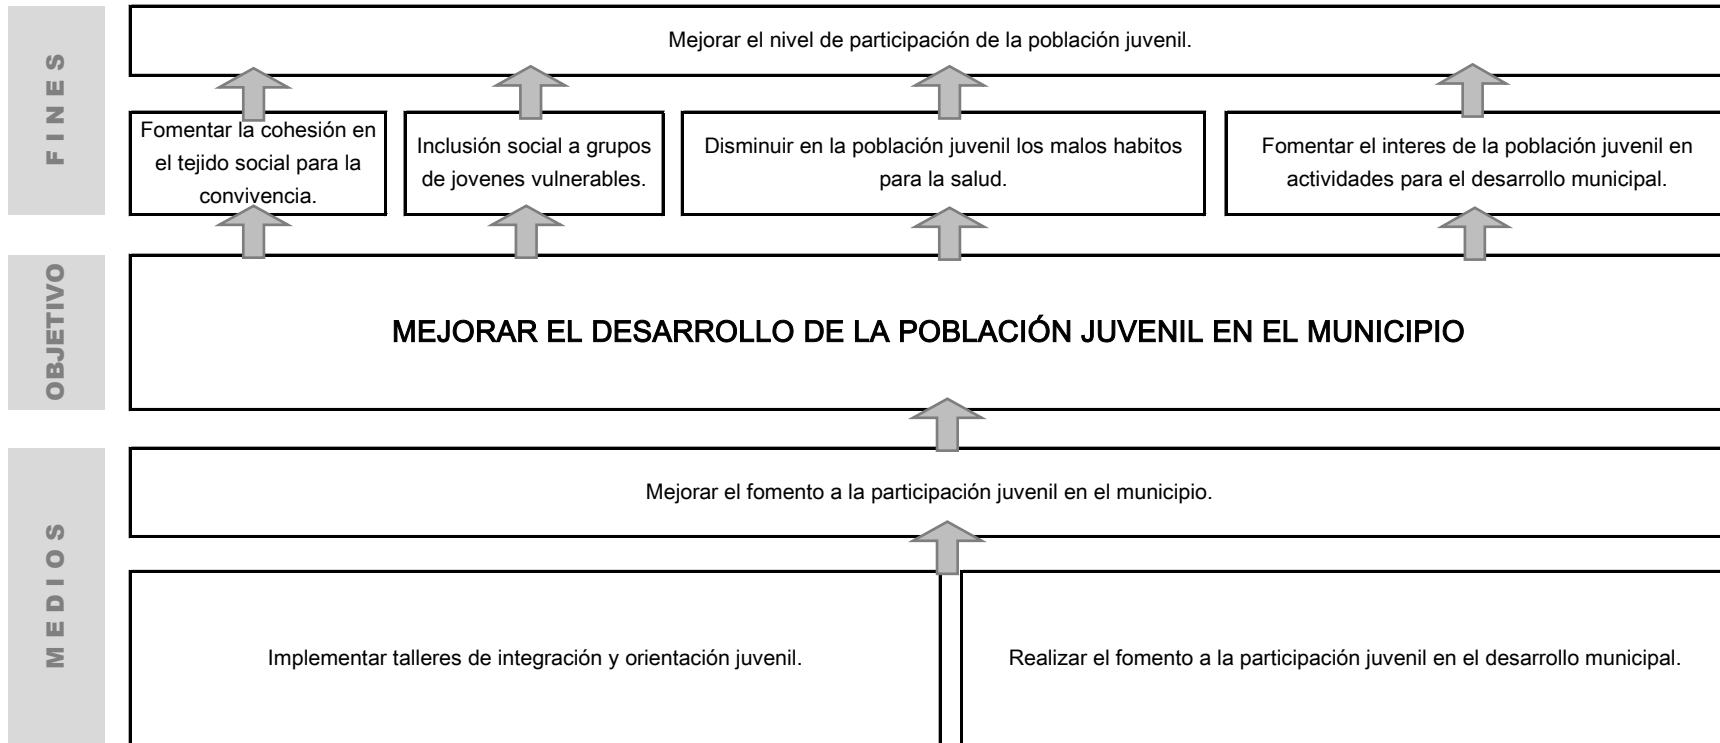 FINES
Mejorar el nivel de participación de la población juvenil.
Fomentar la cohesión en
el tejido social para la
convivencia.
Inclusión social a grupos
de jovenes vulnerables.
Disminuir en la población juvenil los malos habitos
para la salud.
Fomentar el interes de la población juvenil en
actividades para el desarrollo municipal.
OBJETIVO
MEJORAR EL DESARROLLO DE LA POBLACIÓN JUVENIL EN EL MUNICIPIO
MEDIOS
Mejorar el fomento a la participación juvenil en el municipio.
Implementar talleres de integración y orientación juvenil.
Realizar el fomento a la participación juvenil en el desarrollo municipal.